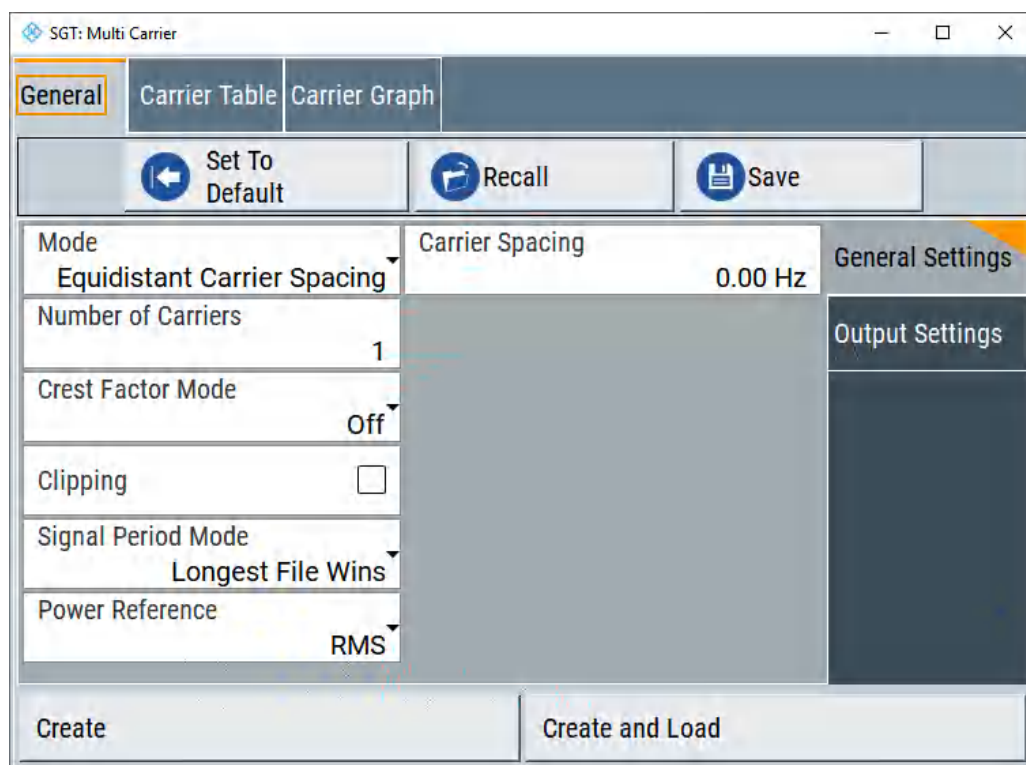 SGT: Multi Carrier
General
Carrier Table
Carrier Graph
Set To
Default
Recall
Save
Mode
Equidistant Carrier Spacing
Carrier Spacing
0.00 Hz
General Settings
Output Settings
Number of Carriers
1
Crest Factor Mode
Off
Clipping
Signal Period Mode
Longest File Wins
Power Reference
RMS
Create
Create and Load